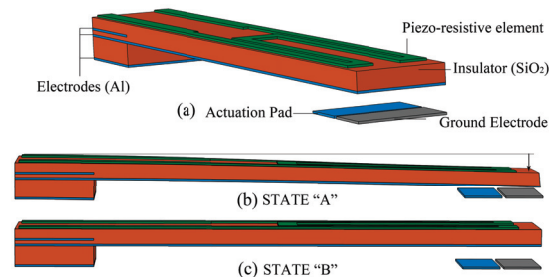 Piezo-resistive element
Electrodes (Al)
Insulator (SiO₂)
(a)
Actuation Pad
Ground Electrode
(b) STATE “A”
(c) STATE “B”